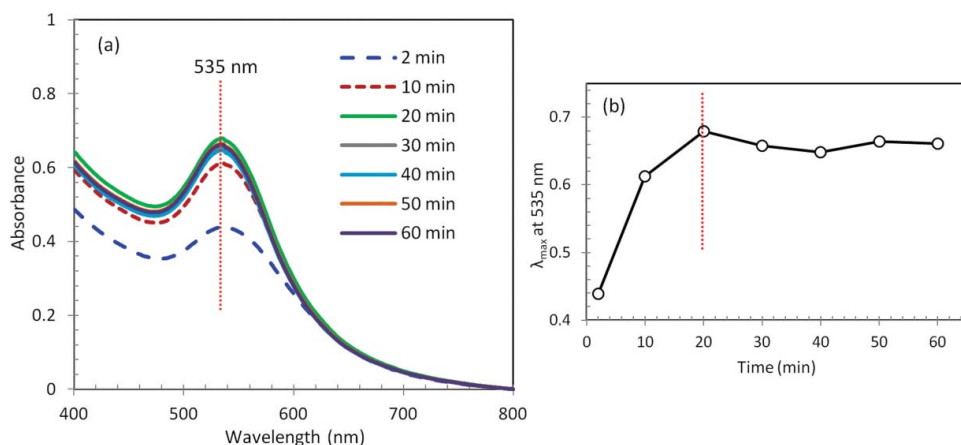 (a)
535 nm
2 min
10 min
20 min
30 min
40 min
50 min
60 min
1
0.8
0.6
0.4
0.2
0
Absorbance
400 500 600 700 800
Wavelength (nm)
(b)
0.7
0.6
0.5
0.4
λmax at 535 nm
0 10 20 30 40 50 60
Time (min)